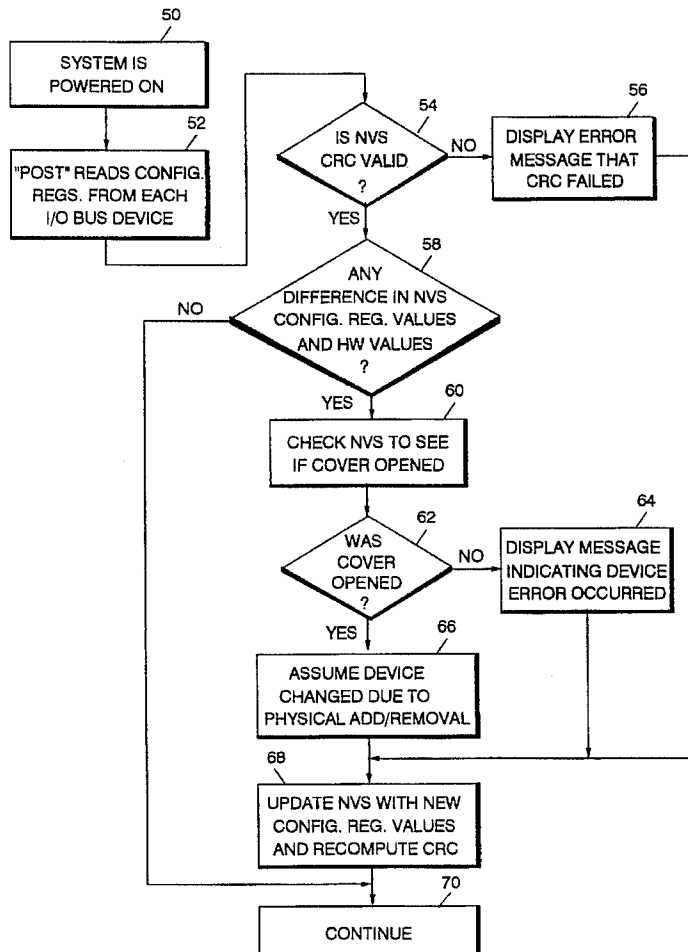 50
SYSTEM IS
POWERED ON
52
"POST" READS CONFIG.
REGS. FROM EACH
I/O BUS DEVICE
54
IS NVS
CRC VALID
?
NO
YES
56
DISPLAY ERROR
MESSAGE THAT
CRC FAILED
58
ANY
DIFFERENCE IN NVS
CONFIG. REG. VALUES
AND HW VALUES
?
NO
YES
60
CHECK NVS TO SEE
IF COVER OPENED
62
WAS
COVER
OPENED
?
NO
YES
64
DISPLAY MESSAGE
INDICATING DEVICE
ERROR OCCURRED
66
ASSUME DEVICE
CHANGED DUE TO
PHYSICAL ADD/REMOVAL
68
UPDATE NVS WITH NEW
CONFIG. REG. VALUES
AND RECOMPUTE CRC
70
CONTINUE